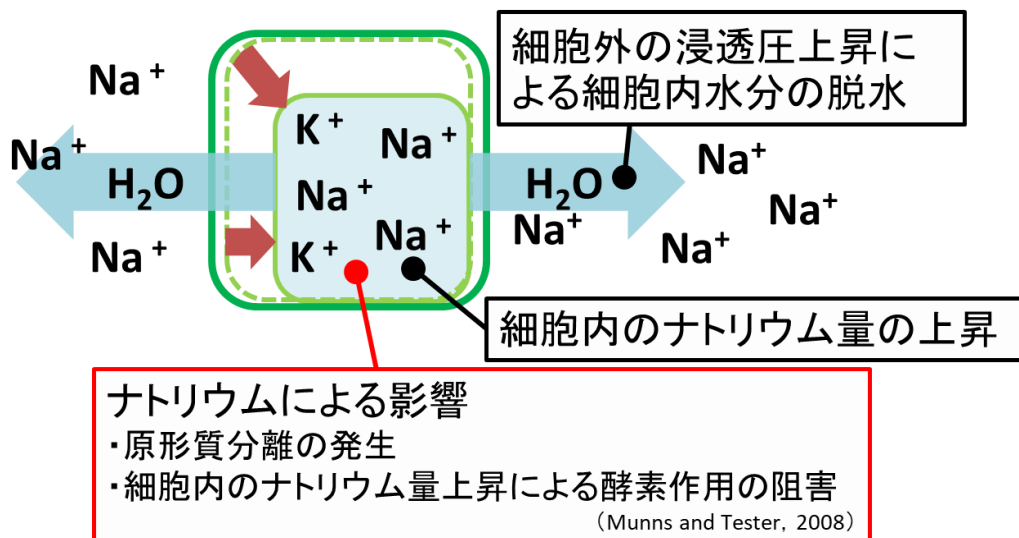 細胞外の浸透圧上昇に
よる細胞内水分の脱水
Na⁺
K⁺
Na⁺
Na⁺
Na⁺
H₂O
Na⁺
H₂O
Na⁺
Na⁺
Na⁺
Na⁺
K⁺
Na⁺
Na⁺
細胞内のナトリウム量の上昇
ナトリウムによる影響
・原形質分離の発生
・細胞内のナトリウム量上昇による酵素作用の阻害
（Munns and Tester, 2008）